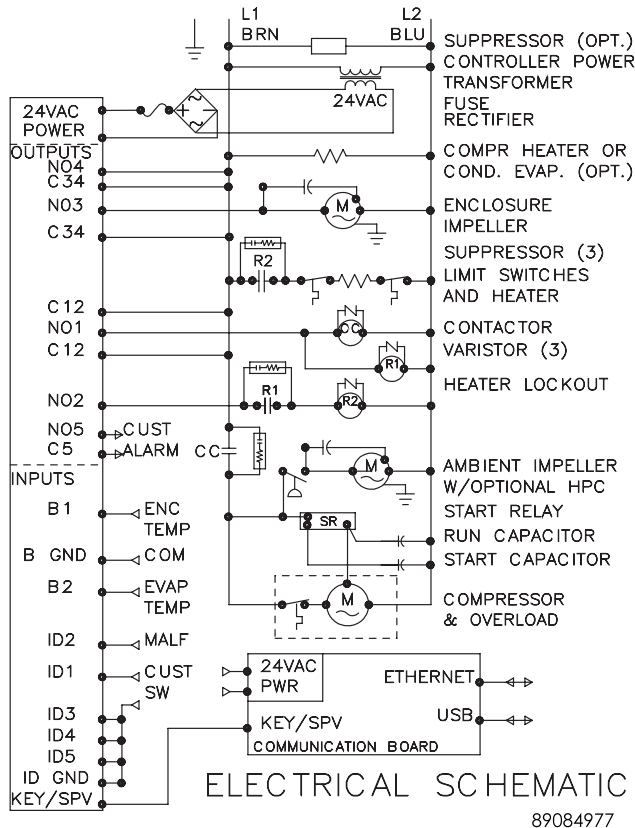 L1 L2
BRN BLU
SUPPRESSOR (OPT.)
CONTROLLER POWER
TRANSFORMER
24VAC
FUSE
RECTIFIER
24VAC
POWER
OUTPUTS
NO4
C34
NO3
C34
COMPR HEATER OR
COND. EVAP. (OPT.)
M
ENCLOSURE
IMPELLER
R2
SUPPRESSOR (3)
LIMIT SWITCHES
AND HEATER
C12
NO1
C12
CC
CONTACTOR
VARISTOR (3)
R1
HEATER LOCKOUT
NO2
R1
R2
NO5
C5
CUST
ALARM
CC
M
AMBIENT IMPELLER
W/OPTIONAL HPC
START RELAY
SR
RUN CAPACITOR
START CAPACITOR
M
COMPRESSOR
& OVERLOAD
INPUTS
B1
ENC
TEMP
B GND
COM
B2
EVAP
TEMP
ID2
MALF
ID1
CUST
SW
ID3
ID4
ID5
ID GND
KEY/SPV
24VAC
PWR
ETHERNET
USB
KEY/SPV
COMMUNICATION BOARD
ELECTRICAL SCHEMATIC
89084977